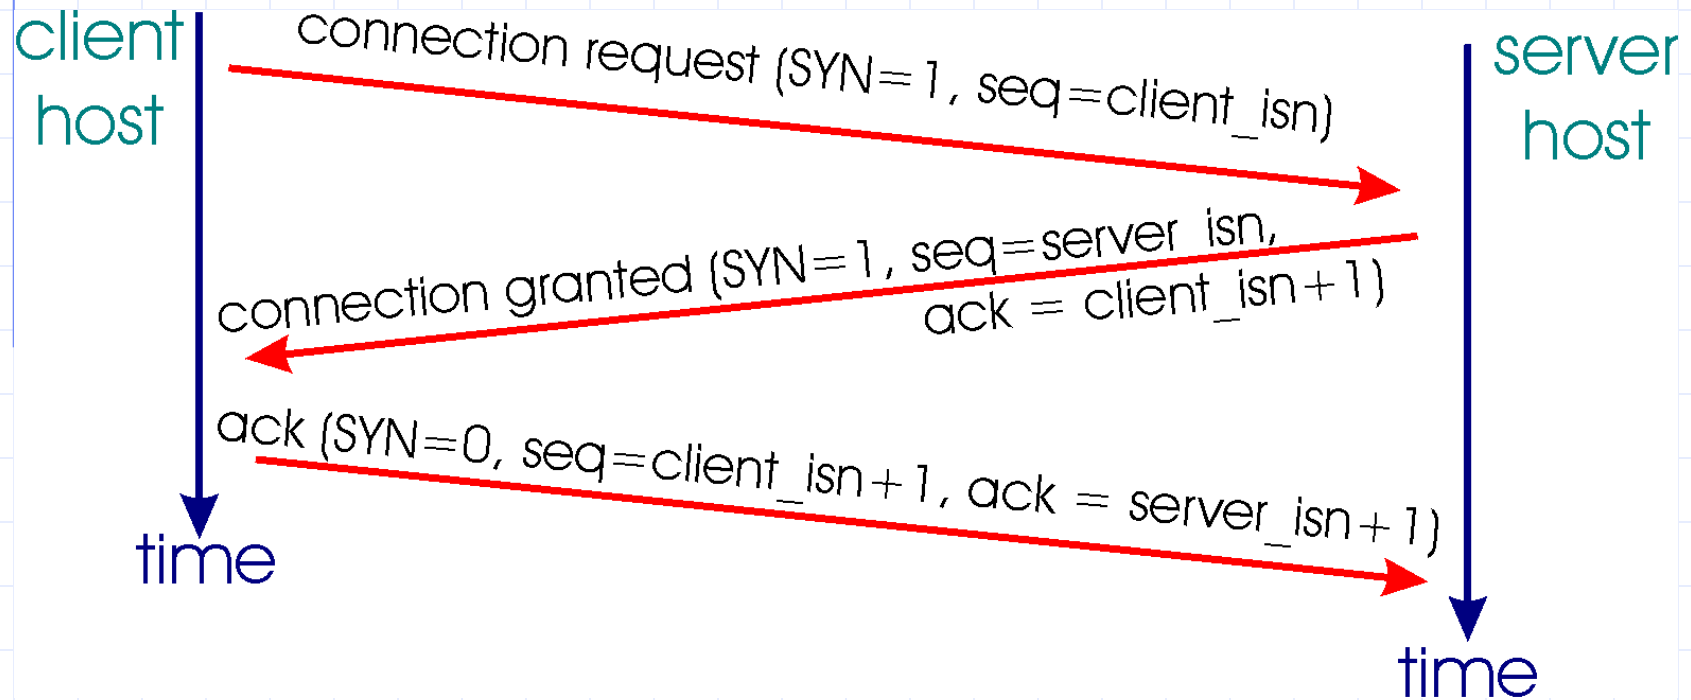 client
host
connection request (SYN=1, seq=client_isn)
server
host
connection granted (SYN=1, seq=server_isn,
ack = client_isn+1)
ack (SYN=0, seq=client_isn+1, ack = server_isn+1)
time
time